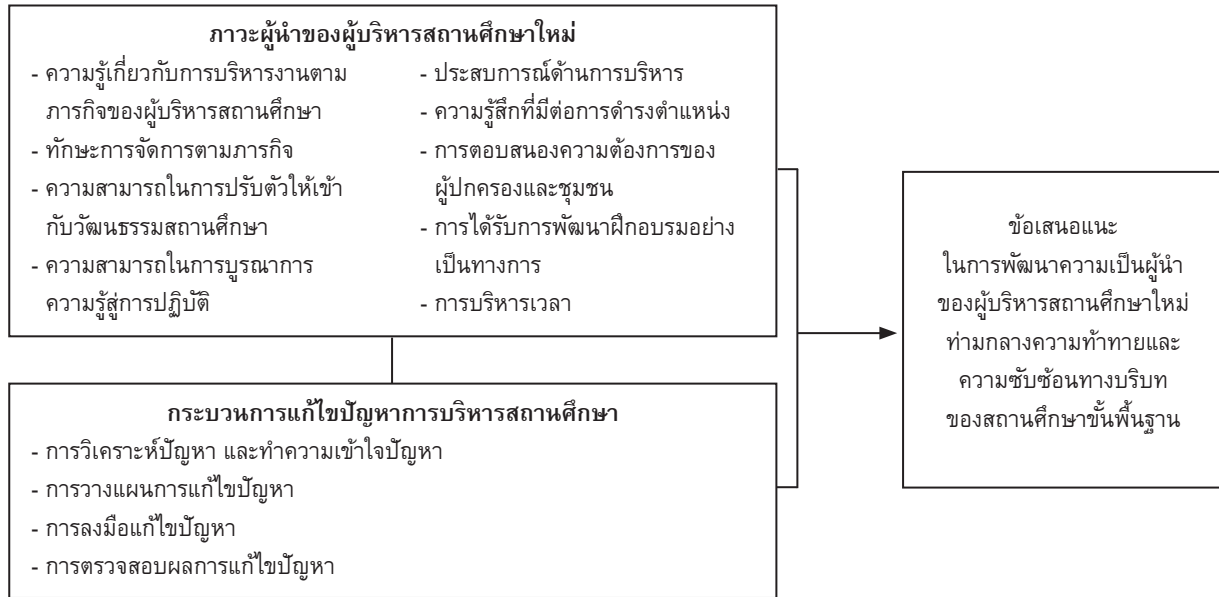 ภาวะผู้นำของผู้บริหารสถานศึกษาใหม่
- ความรู้เกี่ยวกับการบริหารงานตาม
ภารกิจของผู้บริหารสถานศึกษา
- ทักษะการจัดการตามภารกิจ
- ความสามารถในการปรับตัวให้เข้า
กับวัฒนธรรมสถานศึกษา
- ความสามารถในการบูรณาการ
ความรู้สู่การปฏิบัติ
- ประสบการณ์ด้านการบริหาร
- ความรู้สึกที่มีต่อการดำรงตำแหน่ง
- การตอบสนองความต้องการของ
ผู้ปกครองและชุมชน
- การได้รับการพัฒนาฝึกอบรมอย่าง
เป็นทางการ
- การบริหารเวลา
กระบวนการแก้ไขปัญหาการบริหารสถานศึกษา
- การวิเคราะห์ปัญหา และทำความเข้าใจปัญหา
- การวางแผนการแก้ไขปัญหา
- การลงมือแก้ไขปัญหา
- การตรวจสอบผลการแก้ไขปัญหา
ข้อเสนอแนะ
ในการพัฒนาความเป็นผู้นำ
ของผู้บริหารสถานศึกษาใหม่
ท่ามกลางความท้าทายและ
ความซับซ้อนทางบริบท
ของสถานศึกษาขั้นพื้นฐาน